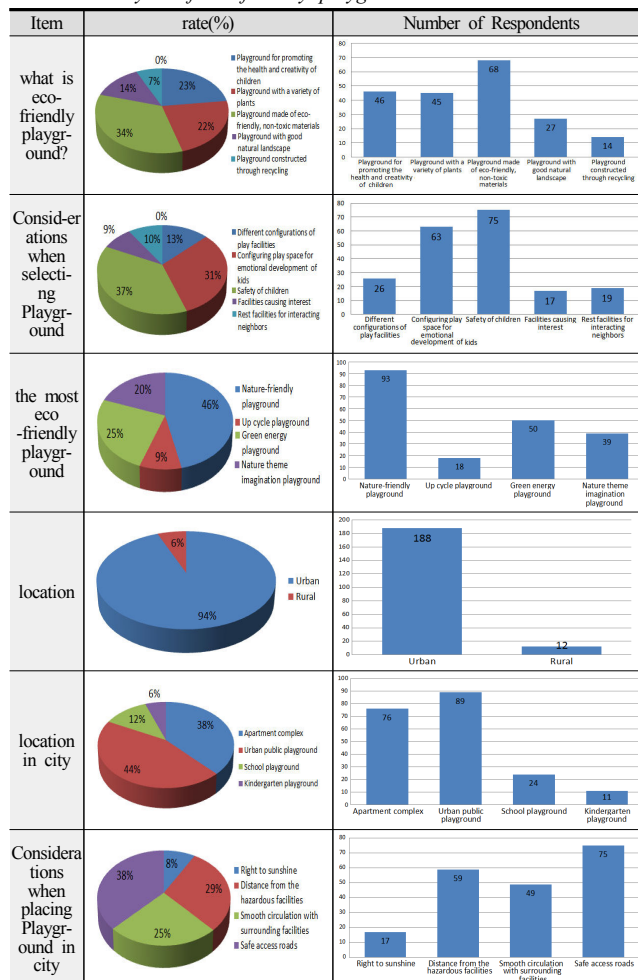 Item rate(%) Number of Respondents
what is
eco-
friendly
playgr-
ound?
0%
7%
23%
14%
34%
22%
Playground for promoting
the health and creativity of
children
Playground with a variety of
plants
Playground made of eco-
friendly, non-toxic materials
Playground with good
natural landscape
Playground constructed
through recycling
80
70
60
50
40
30
20
10
0
46
45
68
27
14
Playground for
promoting the
health and creativity
of children
Playground with a
variety of plants
Playground made
of eco-friendly,
non-toxic
materials
Playground with
good natural
landscape
Playground
constructed
through recycling
Consid-er
ations
when
selecti-
ng
Playgr-
ound
0%
9%
10%
13%
31%
37%
Different configurations of
play facilities
Configuring play space for
emotional development of
kids
Safety of children
Facilities causing interest
Rest facilities for interacting
neighbors
80
70
60
50
40
30
20
10
0
26
63
75
17
19
Different
configurations of
play facilities
Configuring play
space for
emotional
development of kids
Safety of children
Facilities causing
interest
Rest facilities for
interacting
neighbors
the most
eco
-friendly
playgr-
ound
20%
46%
25%
9%
Nature-friendly
playground
Up cycle playground
Green energy
playground
Nature theme
imagination playground
100
90
80
70
60
50
40
30
20
10
0
93
18
50
39
Nature-friendly
playground
Up cycle playground
Green energy
playground
Nature theme
imagination
playground
location
6%
94%
Urban
Rural
200
180
160
140
120
100
80
60
40
20
0
188
12
Urban
Rural
location
in city
6%
12%
38%
44%
Apartment complex
Urban public playground
School playground
Kindergarten playground
100
90
80
70
60
50
40
30
20
10
0
76
89
24
11
Apartment complex
Urban public
playground
School playground
Kindergarten
playground
Considera
tions
when
placing
Playgr-
ound in
city
8%
29%
38%
25%
Right to sunshine
Distance from the
hazardous facilities
Smooth circulation with
surrounding facilities
Safe access roads
80
70
60
50
40
30
20
10
0
17
59
49
75
Right to sunshine
Distance from the
hazardous facilities
Smooth circulation
with surrounding
facilities
Safe access roads